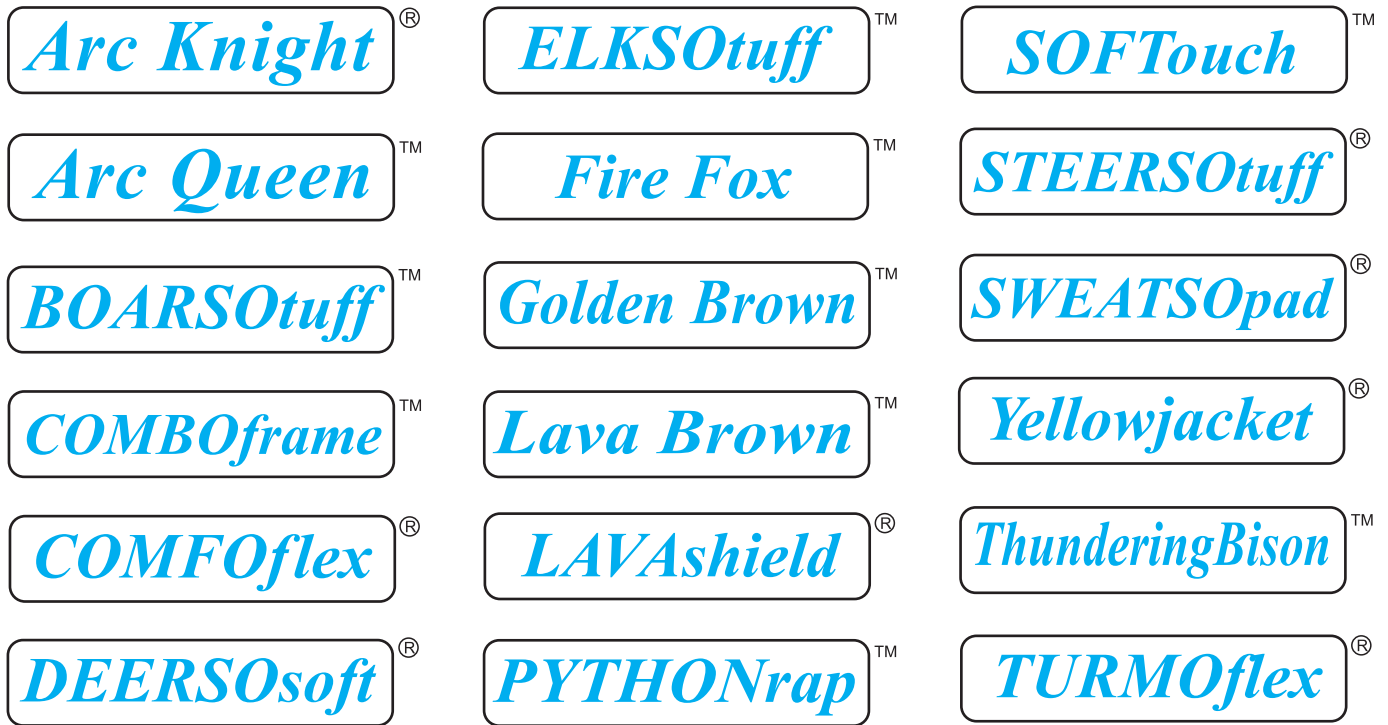 Arc Knight®
ELKSOtuff™
SOFTouch™
Arc Queen™
Fire Fox™
STEERSOtuff®
BOARSOtuff™
Golden Brown™
SWEATSOpad®
COMBOframe™
Lava Brown™
Yellowjacket®
COMFOflex®
LAVAshield®
ThunderingBison™
DEERSOsoft®
PYTHONrap™
TURMOflex®